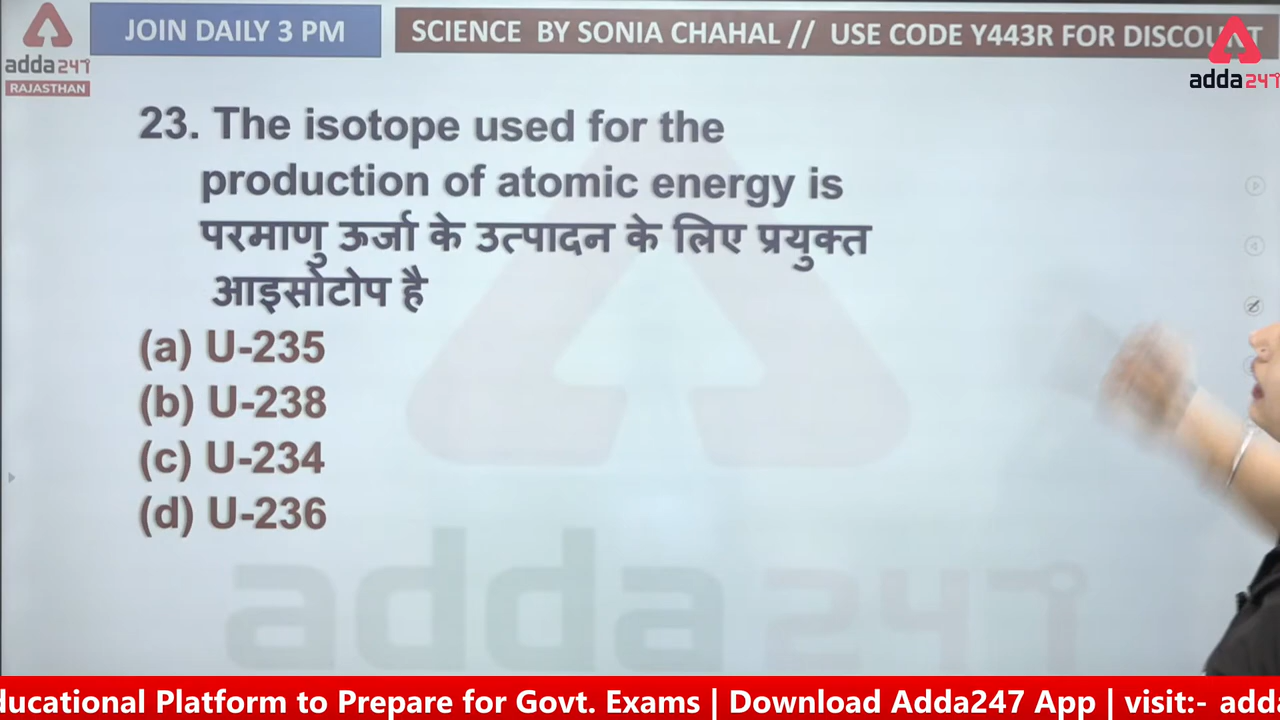 JOIN DAILY 3 PM
SCIENCE BY SONIA CHAHAL // USE CODE Y443R FOR DISCOUNT
adda247
RAJASTHAN
adda247
23. The isotope used for the
production of atomic energy is
परमाणु ऊर्जा के उत्पादन के लिए प्रयुक्त
आइसोटोप है
(a) U-235
(b) U-238
(c) U-234
(d) U-236
adda247
ducational Platform to Prepare for Govt. Exams | Download Adda247 App | visit:- adda